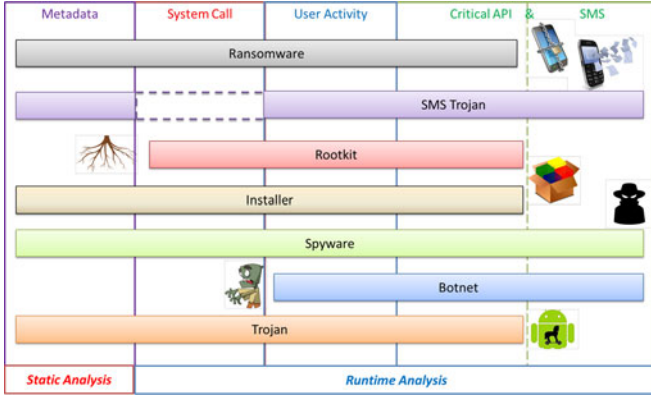 Metadata System Call User Activity Critical API & SMS
Ransomware
SMS Trojan
Rootkit
Installer
Spyware
Botnet
Trojan
Static Analysis Runtime Analysis